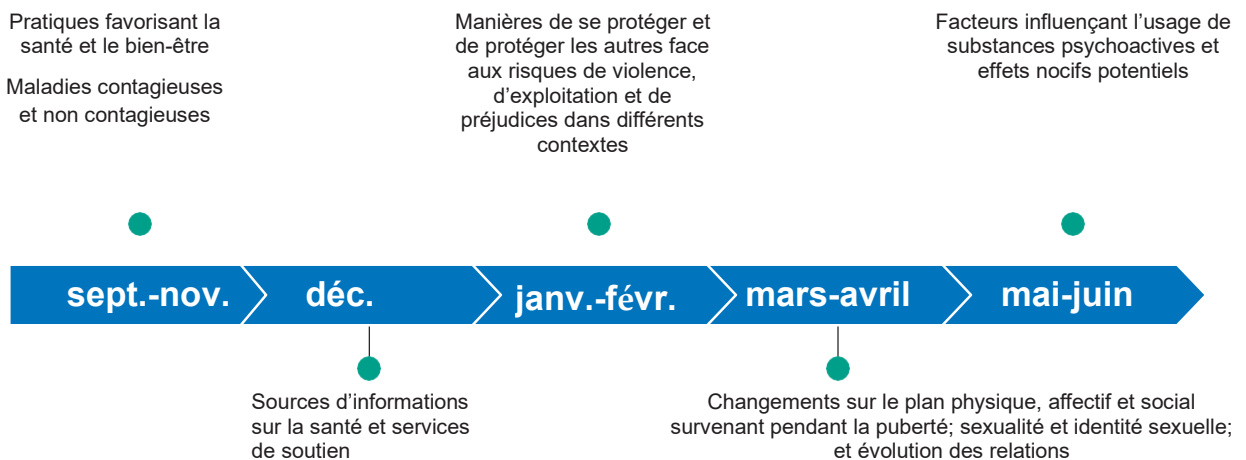 Pratiques favorisant la
santé et le bien-être
Maladies contagieuses
et non contagieuses
Manières de se protéger et
de protéger les autres face
aux risques de violence,
d’exploitation et de
préjudices dans différents
contextes
Facteurs influençant l’usage de
substances psychoactives et
effets nocifs potentiels
sept.-nov.
déc.
janv.-févr.
mars-avril
mai-juin
Sources d’informations
sur la santé et services
de soutien
Changements sur le plan physique, affectif et social
survenant pendant la puberté; sexualité et identité sexuelle;
et évolution des relations